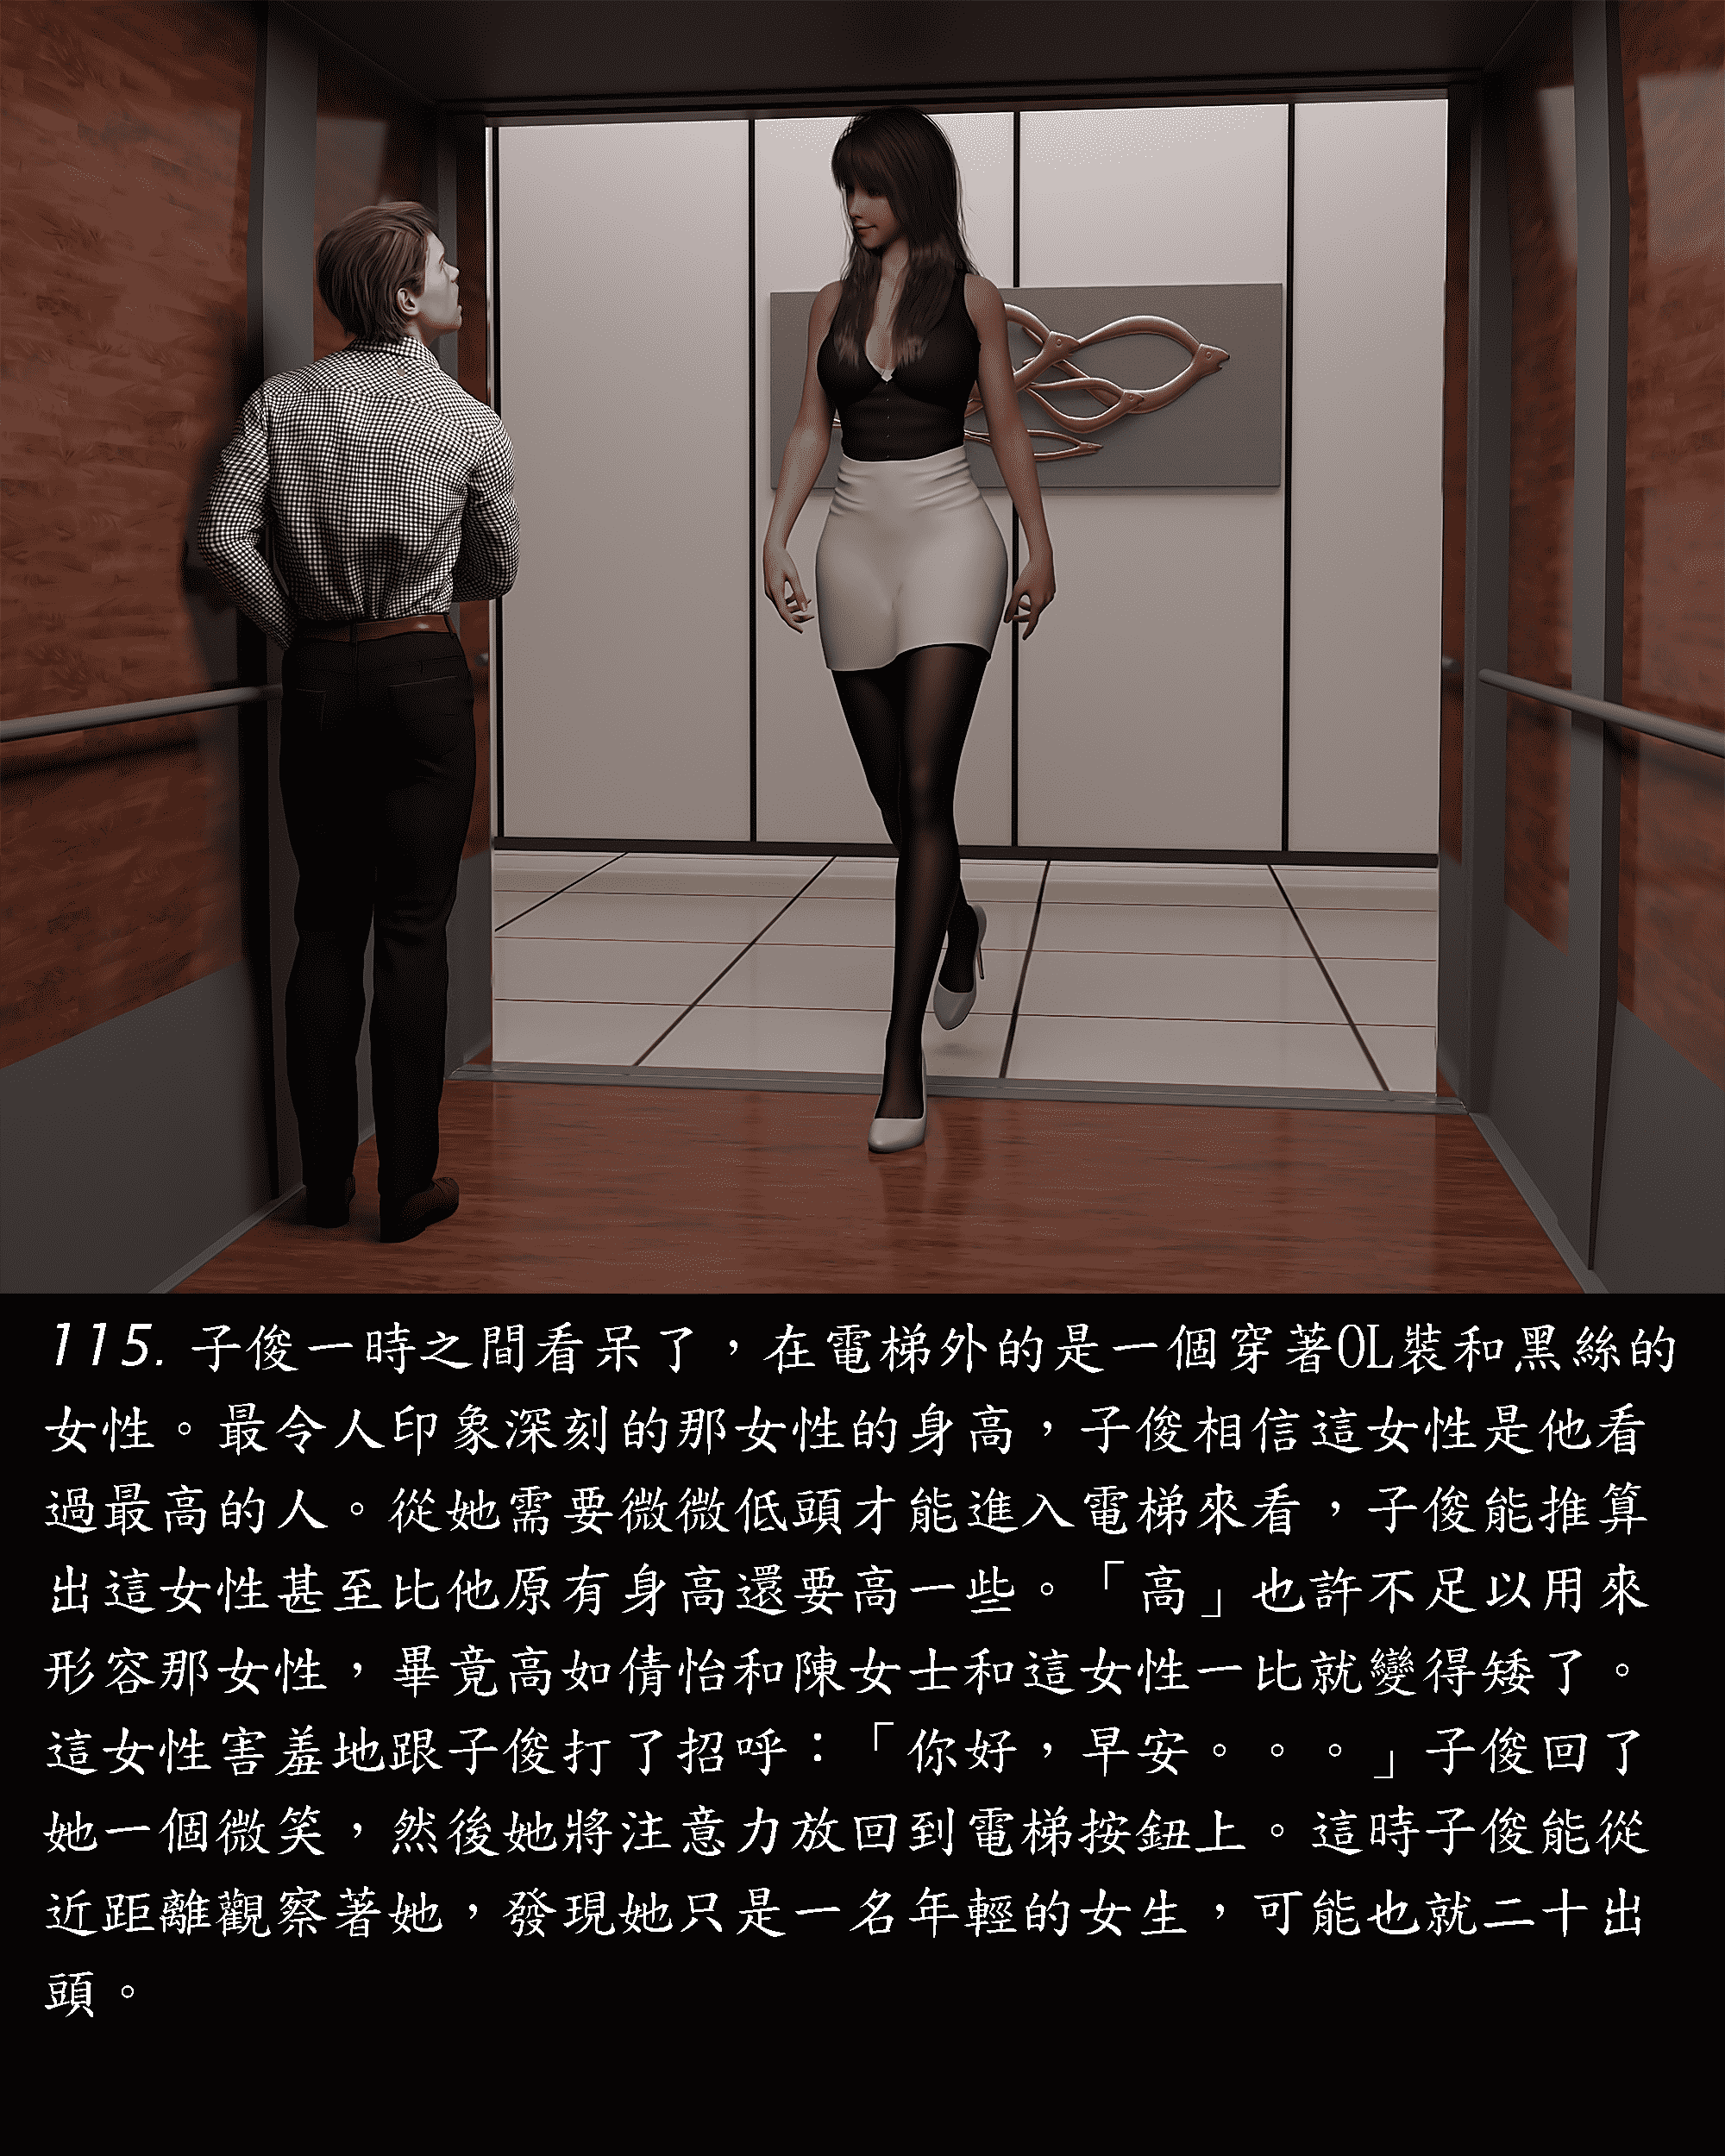 115. 子俊一時之間看呆了，在電梯外的是一個穿著OL裝和黑絲的
女性。最令人印象深刻的那女性的身高，子俊相信這女性是他看
過最高的人。從她需要微微低頭才能進入電梯來看，子俊能推算
出這女性甚至比他原有身高還要高一些。「高」也許不足以用來
形容那女性，畢竟高如倩怡和陳女士和這女性一比就變得矮了。
這女性害羞地跟子俊打了招呼：「你好，早安。。。」子俊回了
她一個微笑，然後她將注意力放回到電梯按鈕上。這時子俊能從
近距離觀察著她，發現她只是一名年輕的女生，可能也就二十出
頭。